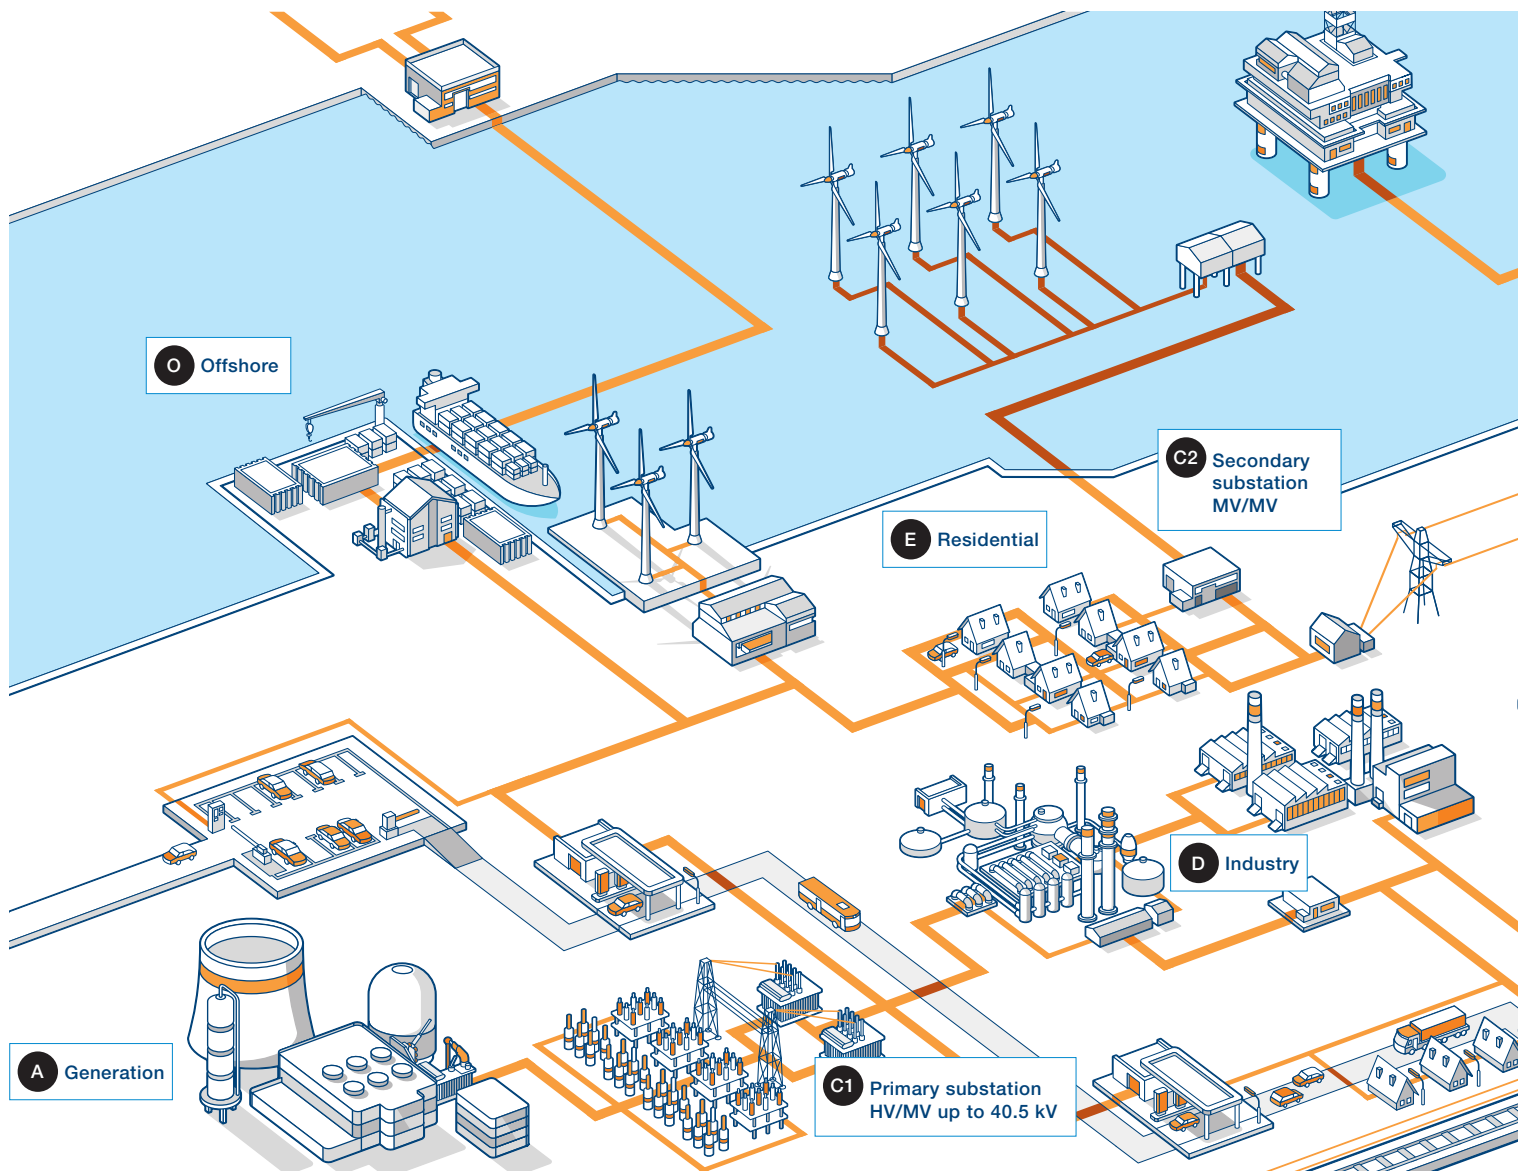 O Offshore
C2 Secondary
substation
MV/MV
E Residential
D Industry
A Generation
C1 Primary substation
HV/MV up to 40.5 kV